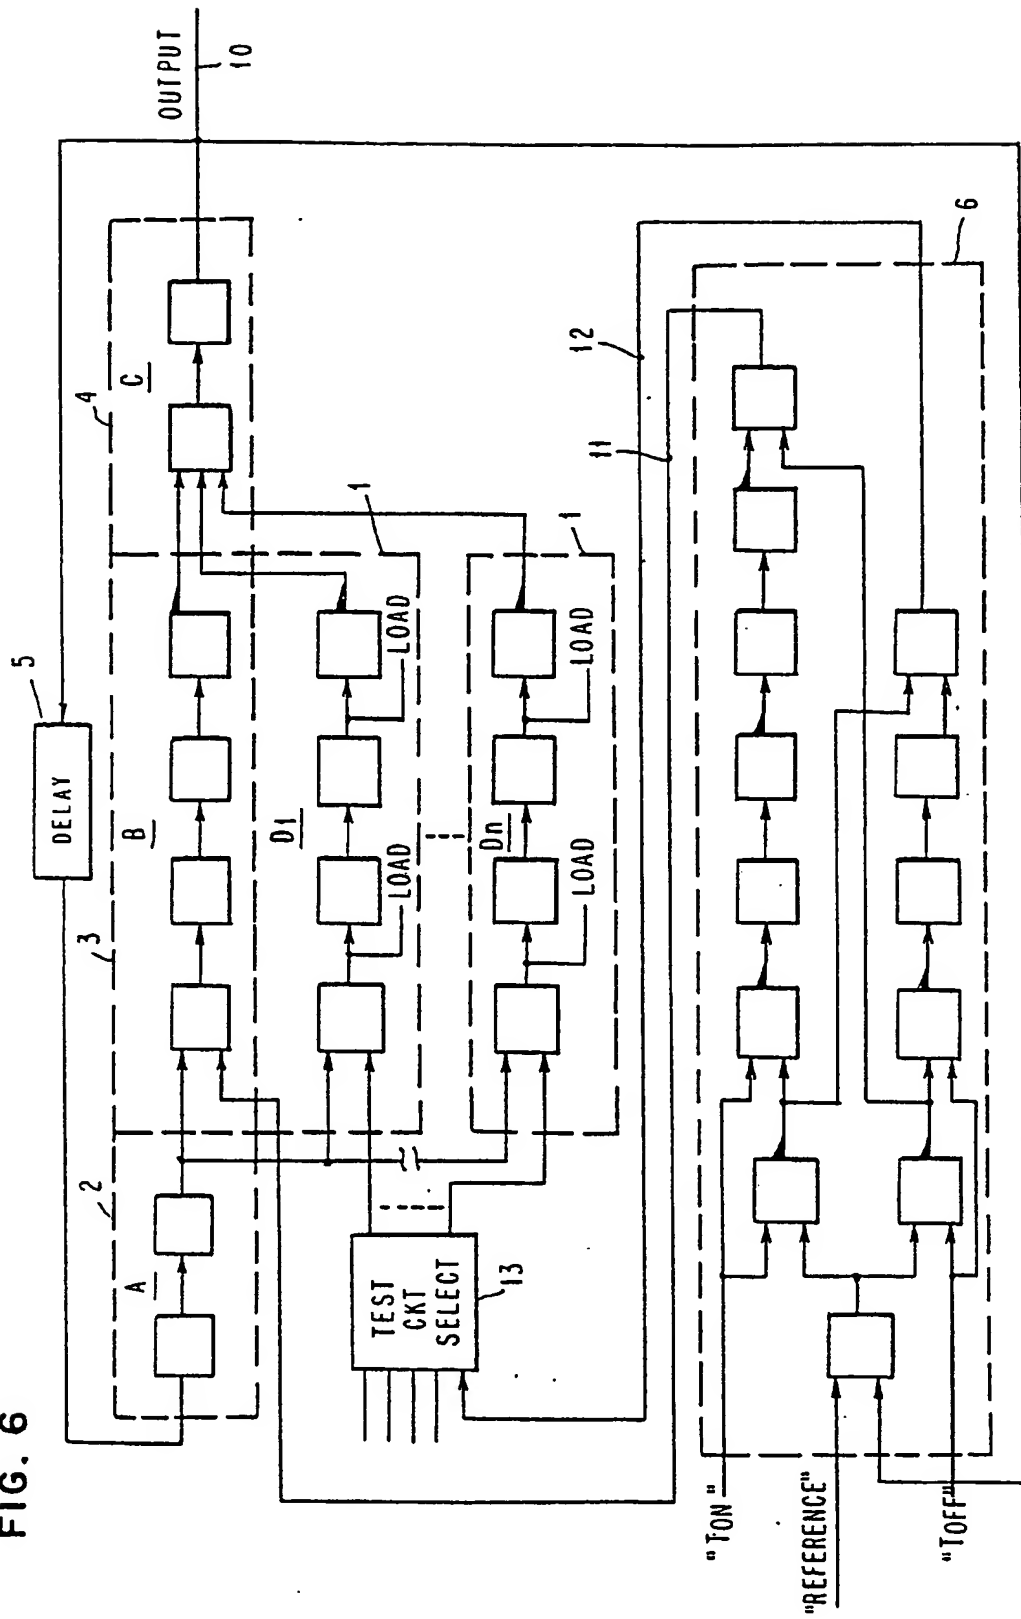 FIG. 6
OUTPUT
10
5
DELAY
2
3
4
A
B
C
D1
LOAD
LOAD
1
Dn
LOAD
LOAD
1
TEST
CKT
SELECT
13
11
12
6
"TON"
"REFERENCE"
"TOFF"